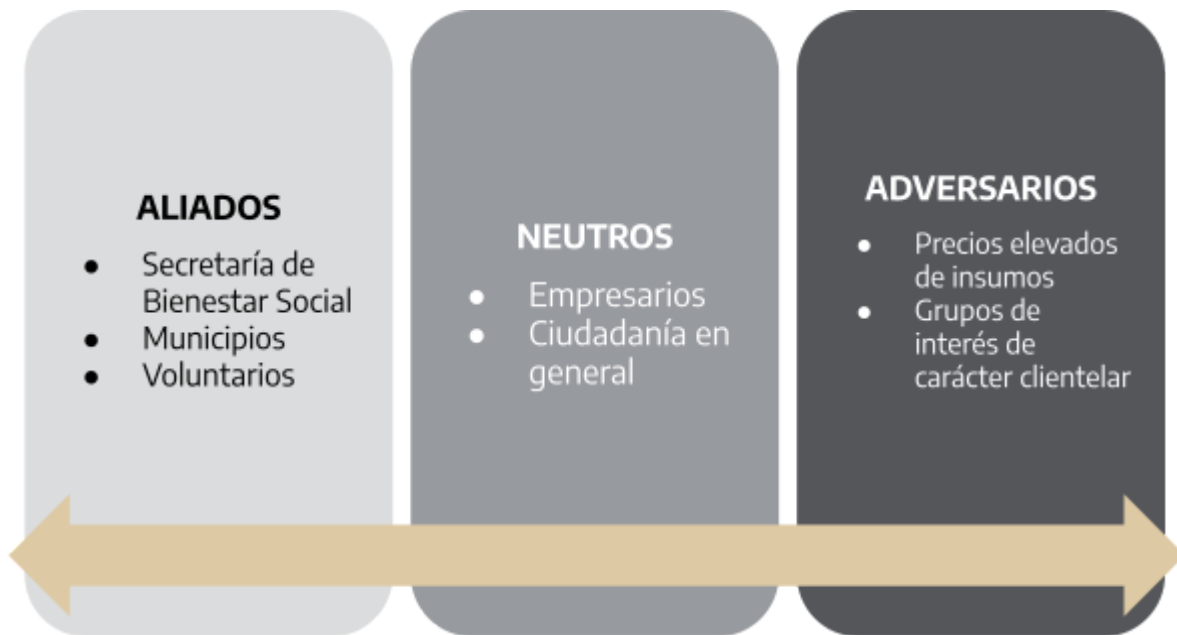 ALIADOS
● Secretaría de
Bienestar Social
● Municipios
● Voluntarios
NEUTROS
● Empresarios
● Ciudadanía en
general
ADVERSARIOS
● Precios elevados
de insumos
● Grupos de
interés de
carácter clientelar